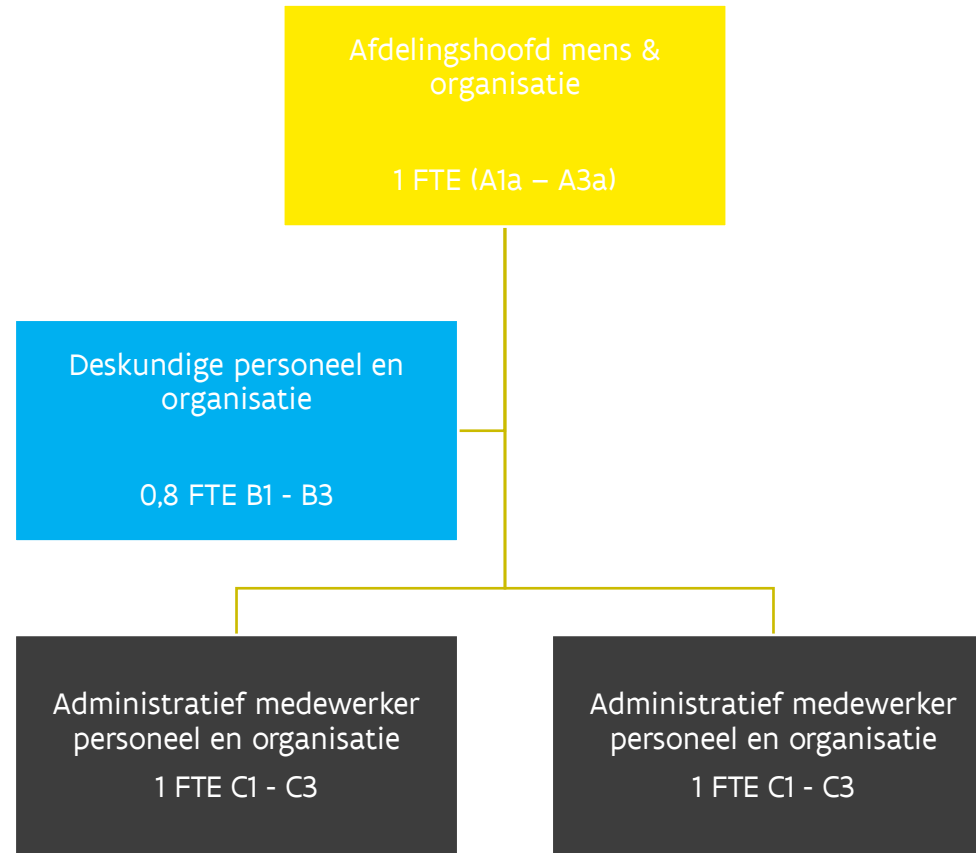 Afdelingshoofd mens &
organisatie
1 FTE (A1a – A3a)
Deskundige personeel en
organisatie
0,8 FTE B1 - B3
Administratief medewerker
personeel en organisatie
1 FTE C1 - C3
Administratief medewerker
personeel en organisatie
1 FTE C1 - C3